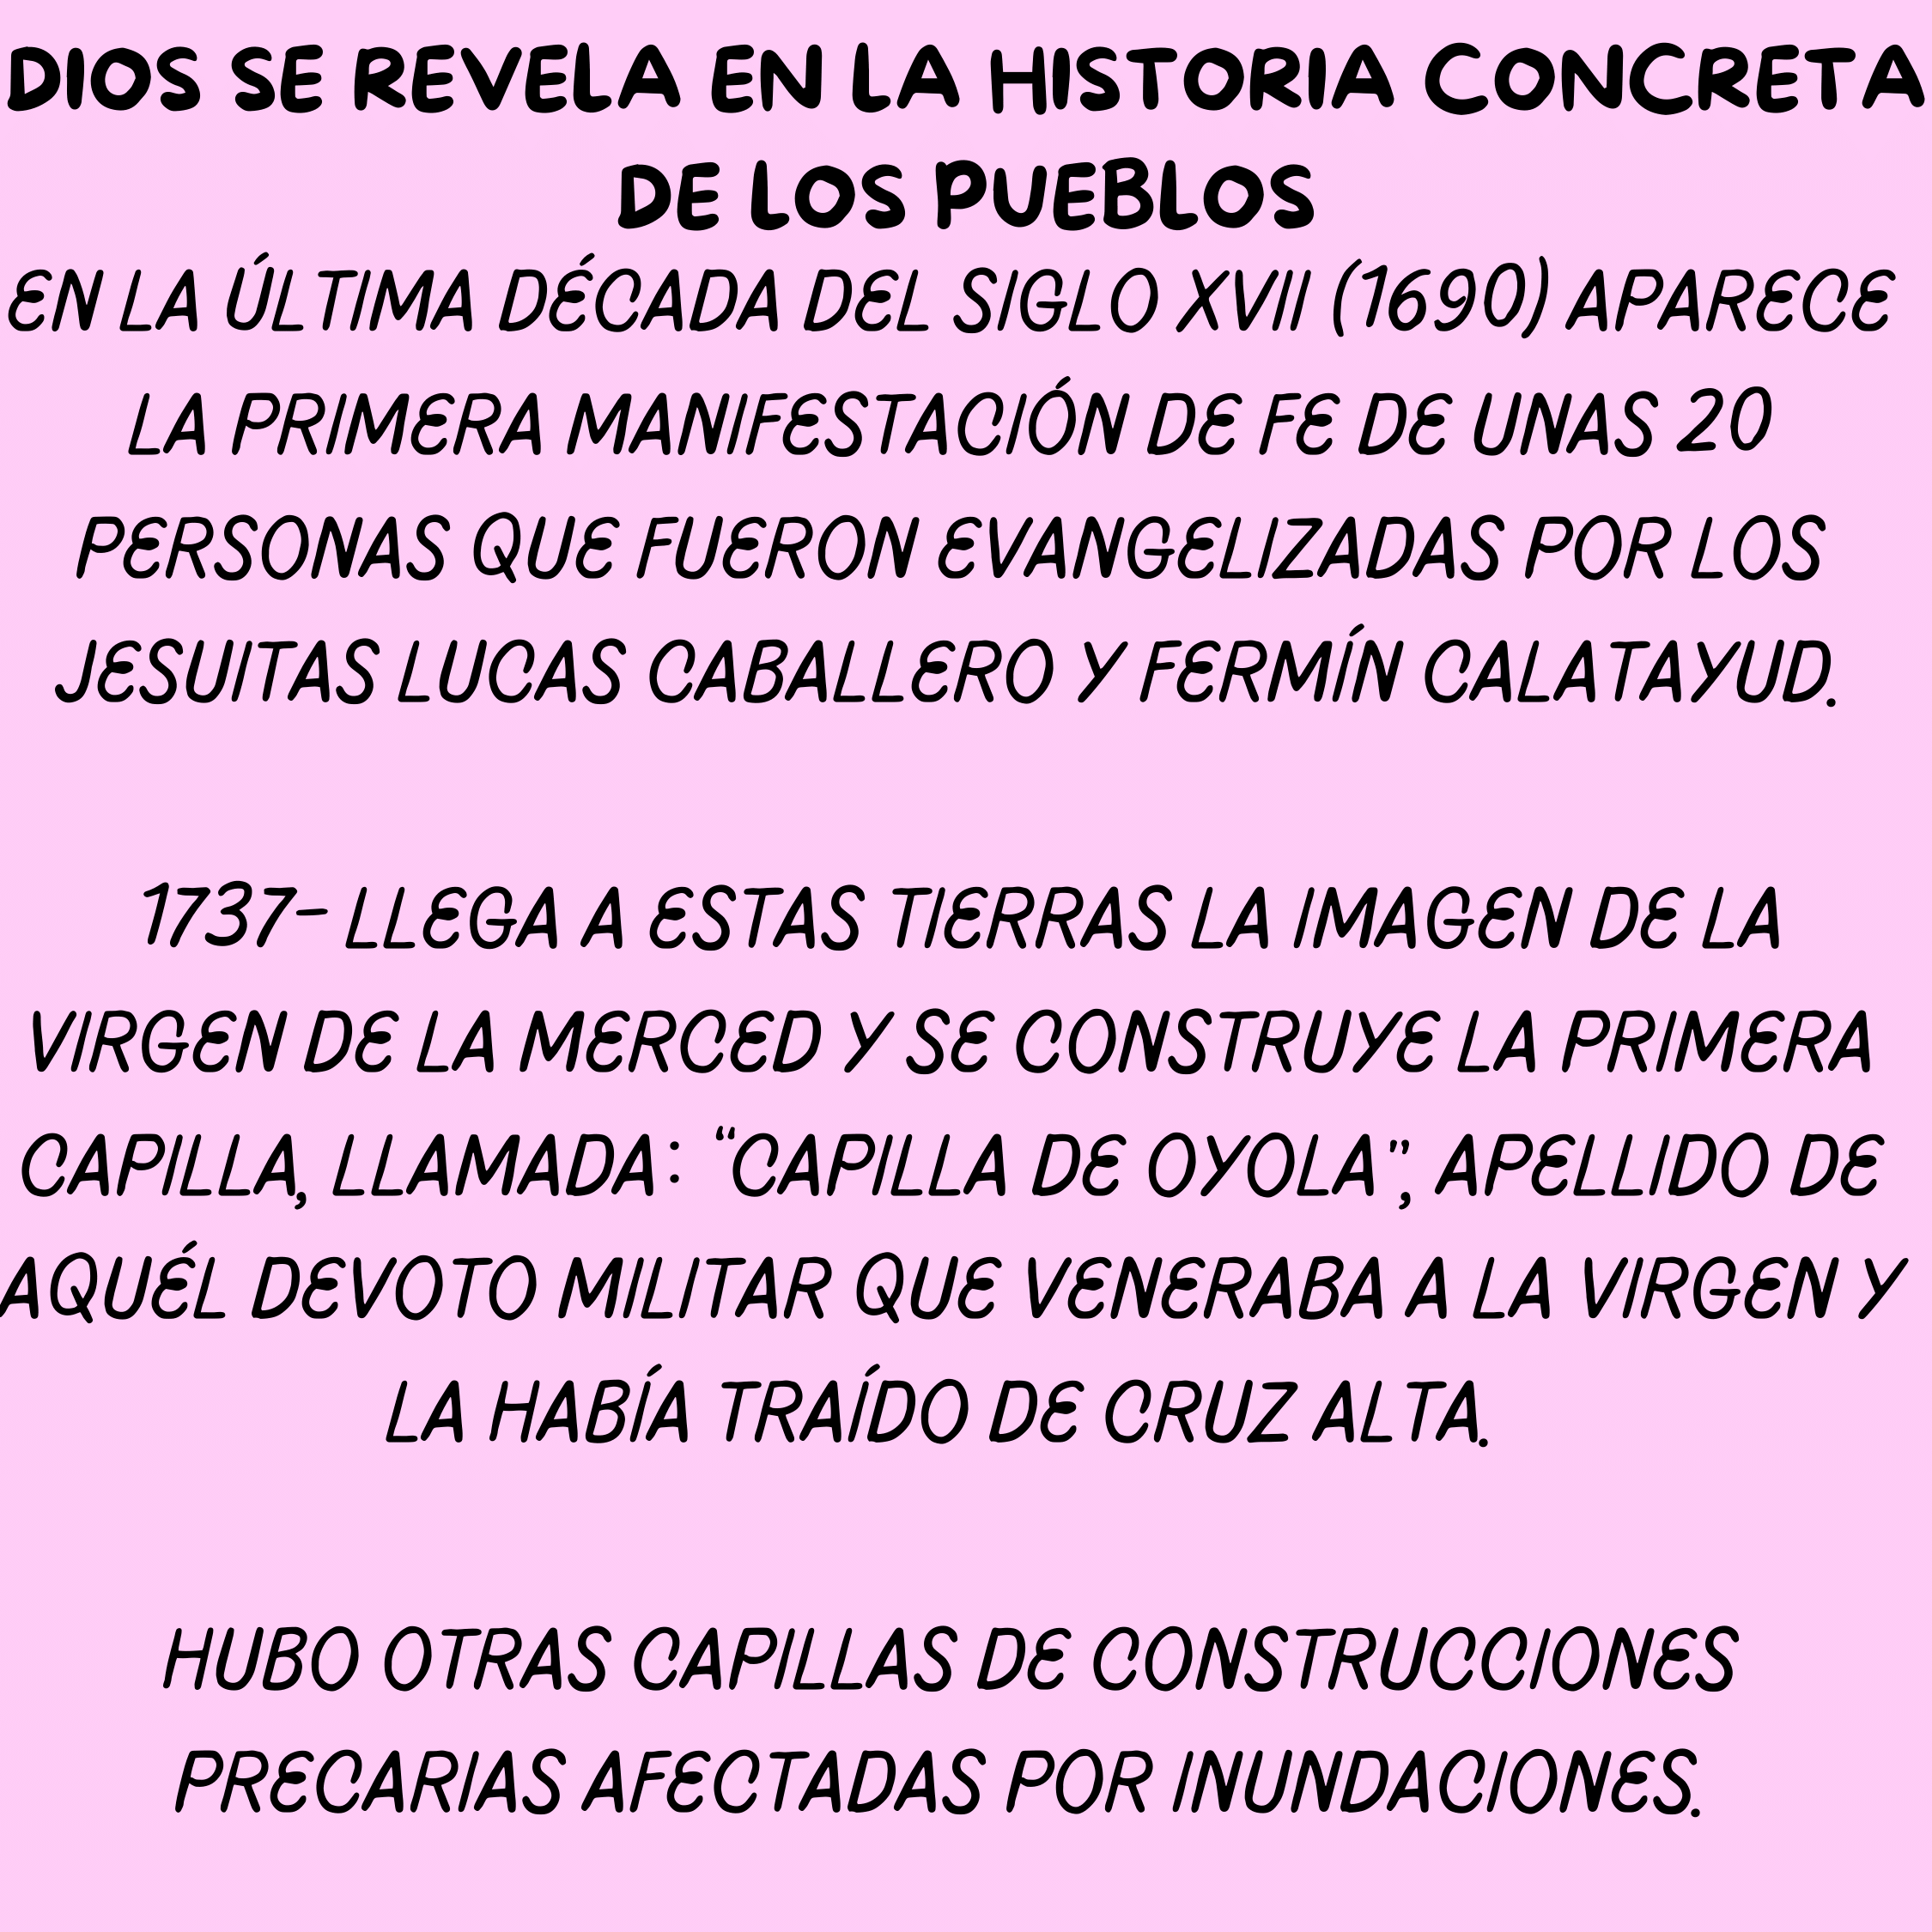 DIOS SE REVELA EN LA HISTORIA CONCRETA
DE LOS PUEBLOS
EN LA ÚLTIMA DÉCADA DEL SIGLO XVII (1690) APARECE
LA PRIMERA MANIFESTACIÓN DE FE DE UNAS 20
PERSONAS QUE FUERON EVANGELIZADAS POR LOS
JESUITAS LUCAS CABALLERO Y FERMÍN CALATAYUD.
1737- LLEGA A ESTAS TIERRAS LA IMAGEN DE LA
VIRGEN DE LA MERCED Y SE CONSTRUYE LA PRIMERA
CAPILLA, LLAMADA: “CAPILLA DE OYOLA”, APELLIDO DE
AQUÉL DEVOTO MILITAR QUE VENERABA A LA VIRGEN Y
LA HABÍA TRAÍDO DE CRUZ ALTA.
HUBO OTRAS CAPILLAS DE CONSTRUCCIONES
PRECARIAS AFECTADAS POR INUNDACIONES.